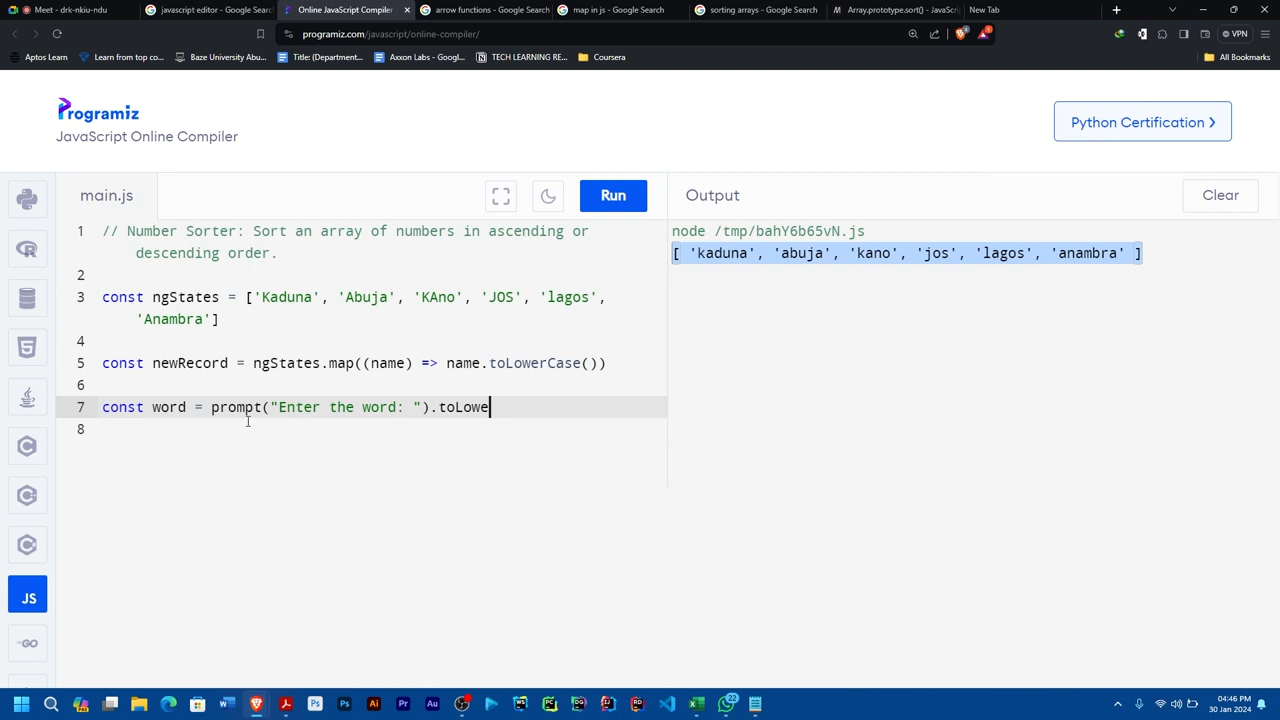 Meet - drk-nkiu-ndu
javascript editor - Google Searc
Online JavaScript Compiler
arrow functions - Google Search
map in js - Google Search
sorting arrays - Google Search
Array.prototype.sort() - JavaScri
New Tab
programiz.com/javascript/online-compiler/
VPN
Aptos Learn
Learn from top co...
Baze University Abu...
Title: (Department...
Axxon Labs - Googl...
TECH LEARNING RE...
Coursera
All Bookmarks
Programiz
JavaScript Online Compiler
Python Certification >
main.js
Run
Output
Clear
1 // Number Sorter: Sort an array of numbers in ascending or
descending order.
2
3 const ngStates = ['Kaduna', 'Abuja', 'KAno', 'JOS', 'lagos',
'Anambra']
4
5 const newRecord = ngStates.map((name) => name.toLowerCase())
6
7 const word = prompt("Enter the word: ").toLowe
8
node /tmp/bahY6b65vN.js
[ 'kaduna', 'abuja', 'kano', 'jos', 'lagos', 'anambra' ]
JS
GO
22
04:46 PM
30 Jan 2024